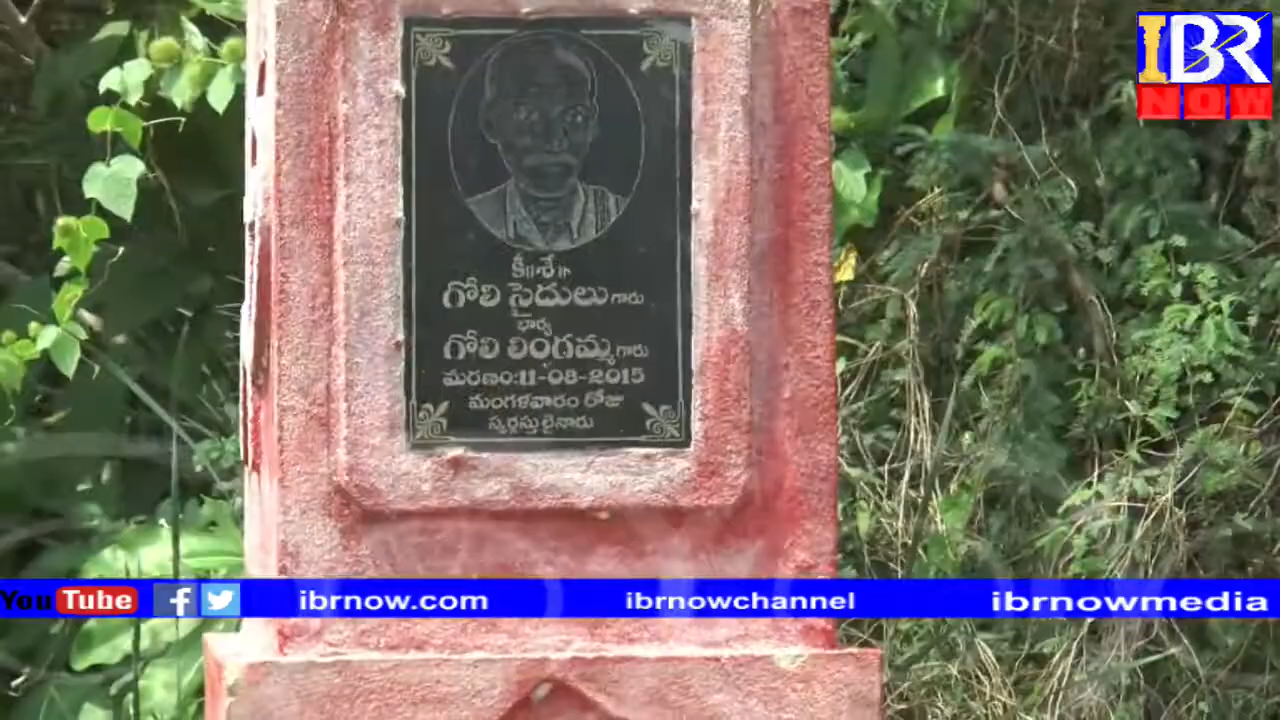 IBR
NOW
కీ॥శే॥
గోలి సైదులు గారు
భార్య
గోలి లింగమ్మ గారు
మరణం:11-08-2015
మంగళవారం రోజు
స్వర్గస్తులైనారు
YouTube f ibrnow.com ibrnowchannel ibrnowmedia